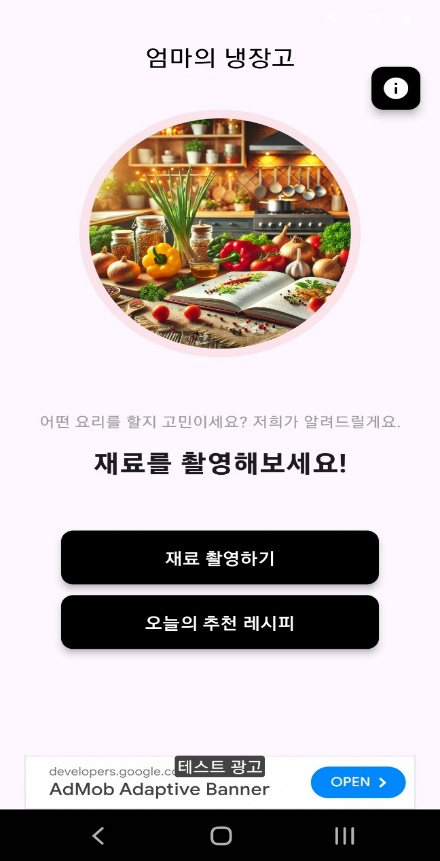 엄마의 냉장고
어떤 요리를 할지 고민이세요? 저희가 알려드릴게요.
재료를 촬영해보세요!
재료 촬영하기
오늘의 추천 레시피
테스트 광고
developers.google.c
AdMob Adaptive Banner
OPEN